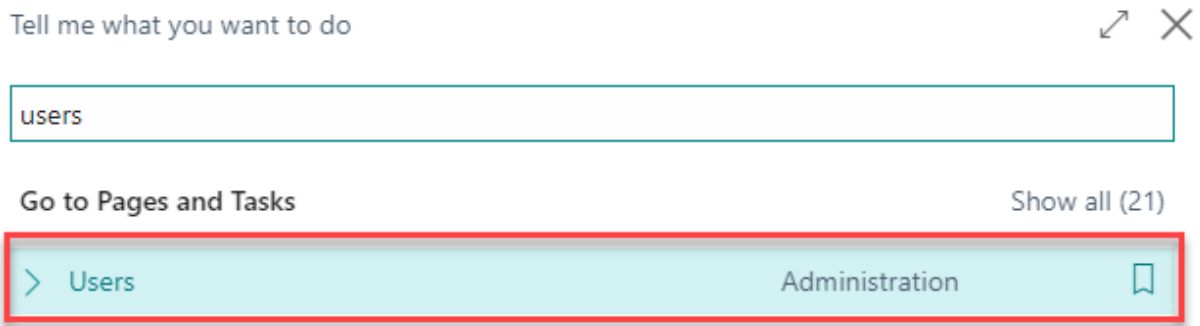 Tell me what you want to do
users
Go to Pages and Tasks Show all (21)
Users Administration